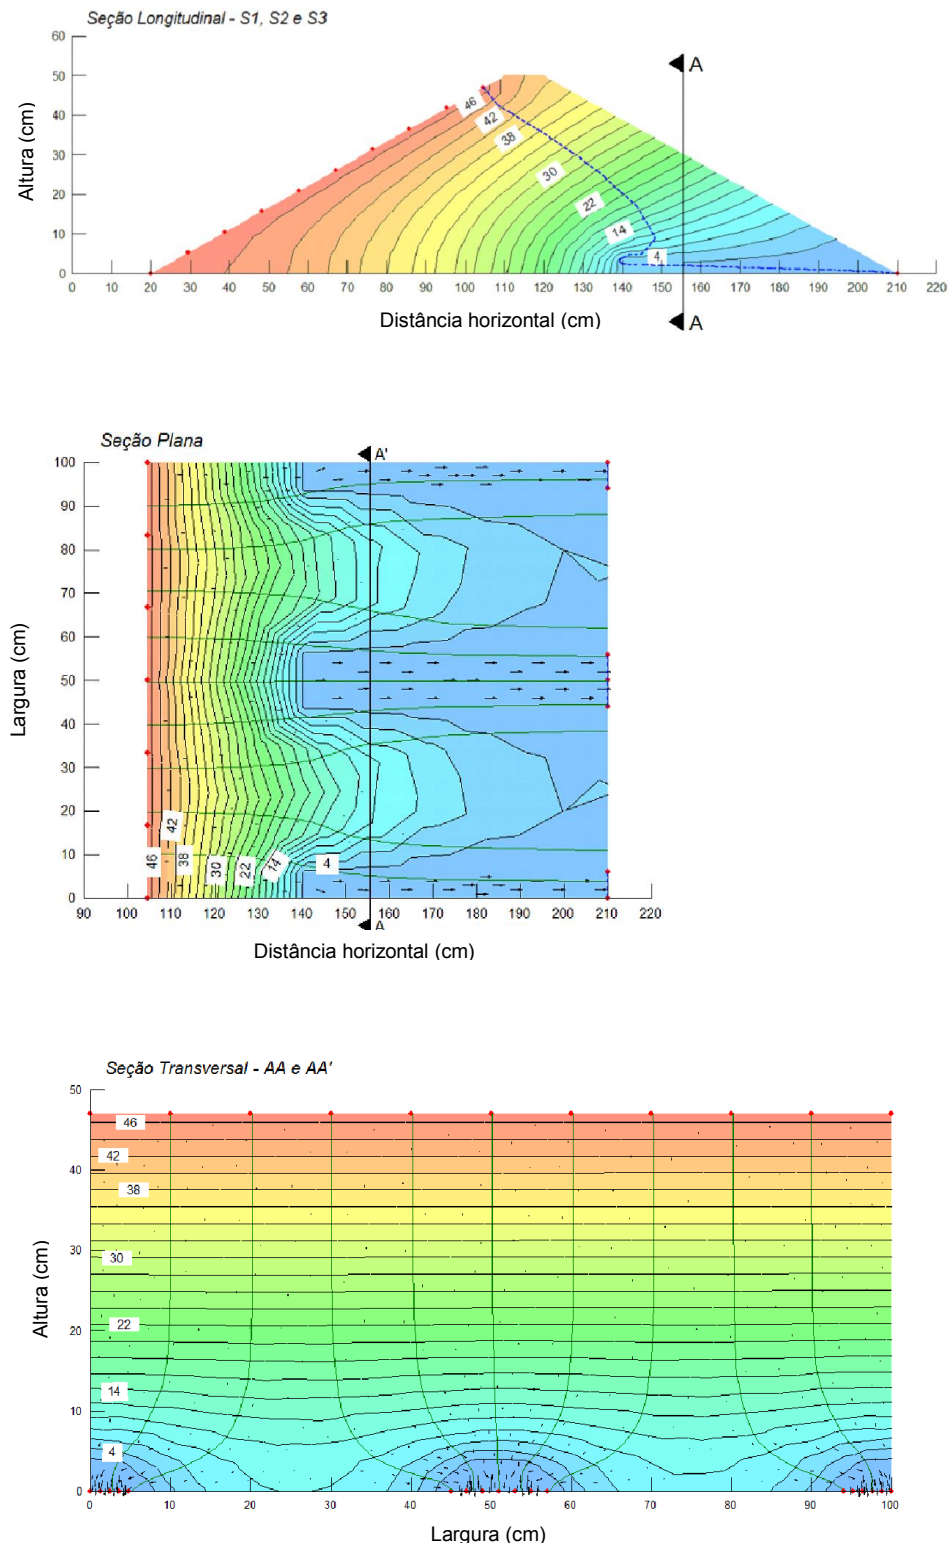 Seção Longitudinal - S1, S2 e S3
60
50
40
30
20
10
0
Altura (cm)
46
42
38
30
22
14
4
A
A
0 10 20 30 40 50 60 70 80 90 100 110 120 130 140 150 160 170 180 190 200 210 220
Distância horizontal (cm)
Seção Plana
100
90
80
70
60
50
40
30
20
10
0
Largura (cm)
A'
46
42
38
30
22
14
4
A
90 100 110 120 130 140 150 160 170 180 190 200 210 220
Distância horizontal (cm)
Seção Transversal - AA e AA'
50
40
30
20
10
0
Altura (cm)
46
42
38
30
22
14
4
0 10 20 30 40 50 60 70 80 90 100
Largura (cm)